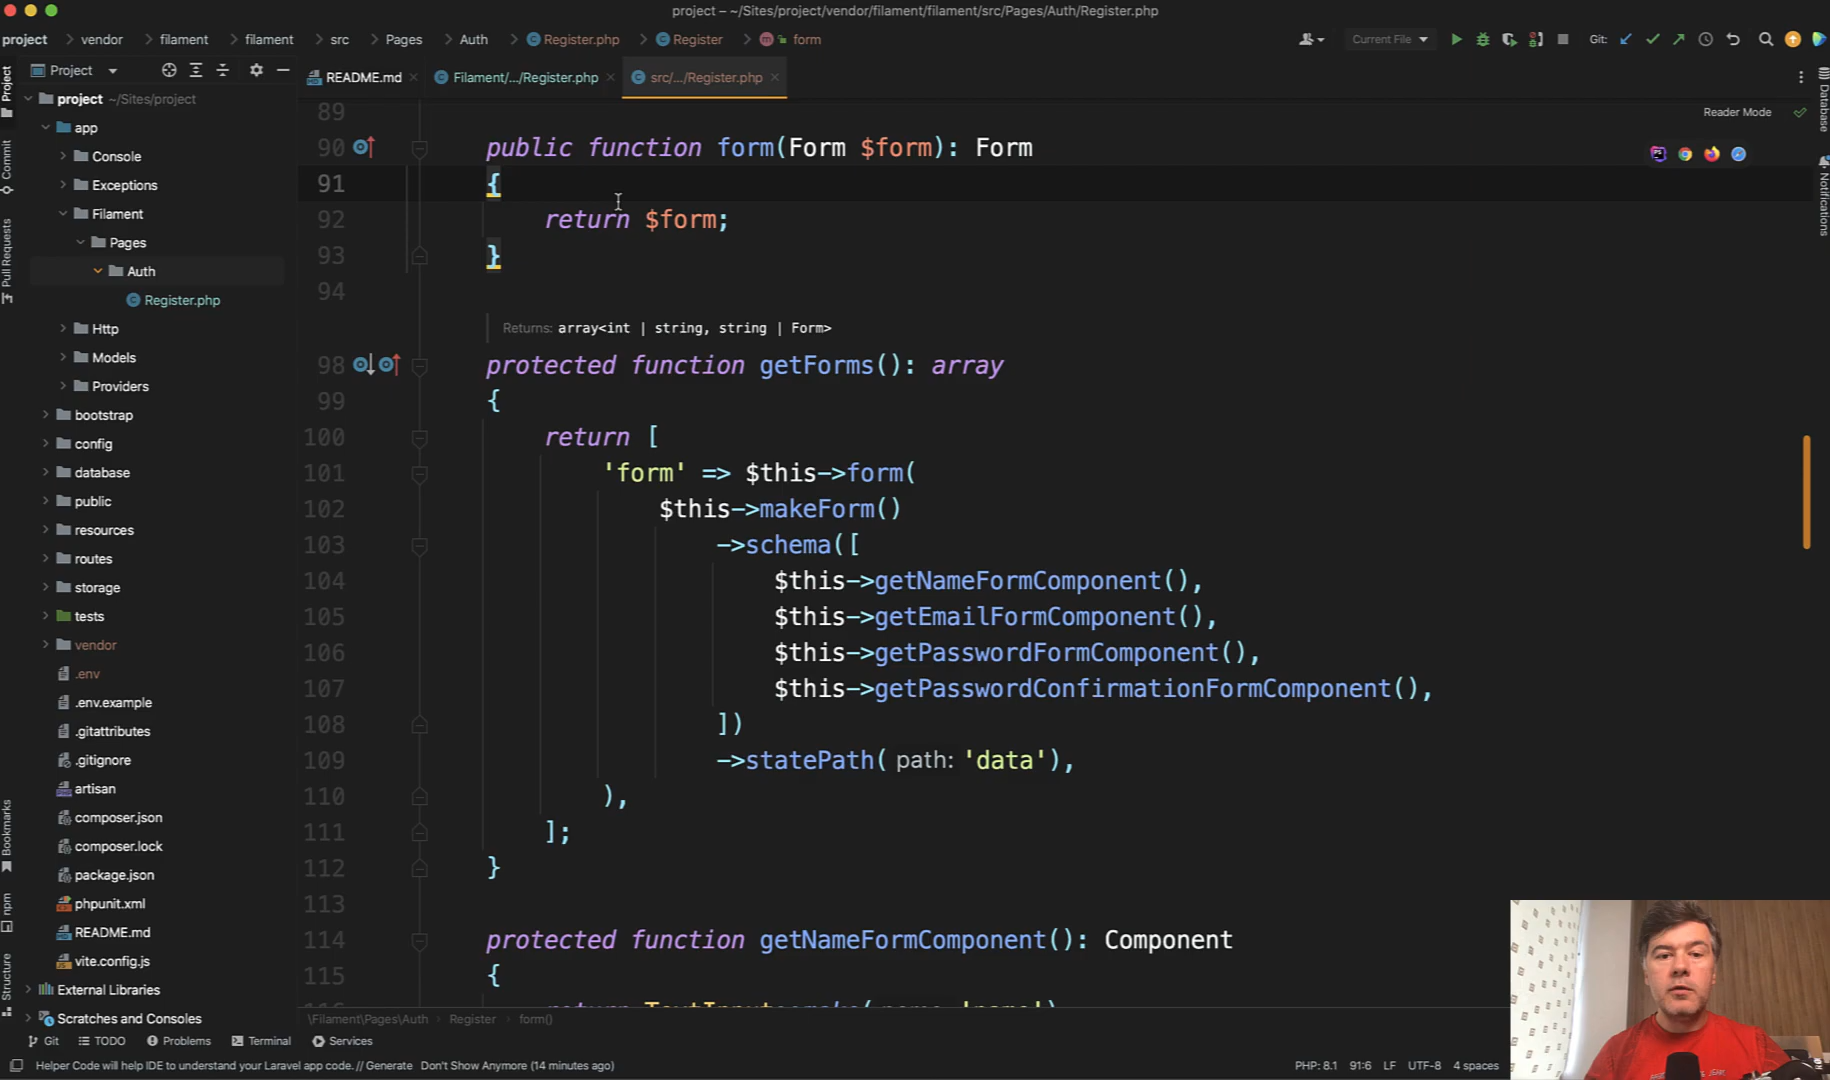 project – ~/Sites/project/vendor/filament/filament/src/Pages/Auth/Register.php
project > vendor > filament > filament > src > Pages > Auth > Register.php > Register > form
Current File
Git:
Project
README.md
Filament/.../Register.php
src/.../Register.php
Reader Mode
Project
Commit
Pull Requests
Bookmarks
npm
Structure
Database
Notifications
project ~/Sites/project
app
Console
Exceptions
Filament
Pages
Auth
Register.php
Http
Models
Providers
bootstrap
config
database
public
resources
routes
storage
tests
vendor
.env
.env.example
.gitattributes
.gitignore
artisan
composer.json
composer.lock
package.json
phpunit.xml
README.md
vite.config.js
External Libraries
Scratches and Consoles
89
90 public function form(Form $form): Form
91 {
92 return $form;
93 }
94
Returns: array<int | string, string | Form>
98 protected function getForms(): array
99 {
100 return [
101 'form' => $this->form(
102 $this->makeForm()
103 ->schema([
104 $this->getNameFormComponent(),
105 $this->getEmailFormComponent(),
106 $this->getPasswordFormComponent(),
107 $this->getPasswordConfirmationFormComponent(),
108 ])
109 ->statePath( path: 'data'),
110 ),
111 ];
112 }
113
114 protected function getNameFormComponent(): Component
115 {
\Filament\Pages\Auth > Register > form()
Git TODO Problems Terminal Services
Helper Code will help IDE to understand your Laravel app code. // Generate Don't Show Anymore (14 minutes ago)
PHP: 8.1 91:6 LF UTF-8 4 spaces